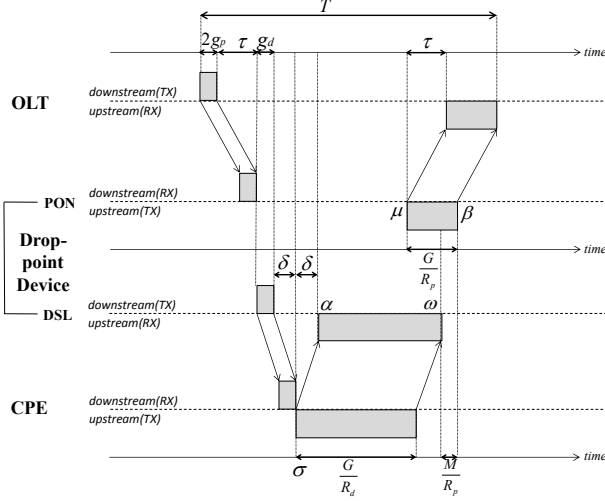 T
2g_p τ g_d τ time
OLT downstream(TX)
upstream(RX)
PON downstream(RX)
upstream(TX) μ β
Drop-
point
Device
G/R_p time
δ δ
DSL downstream(TX) α ω
upstream(RX)
CPE downstream(RX)
upstream(TX)
σ G/R_d M/R_p time